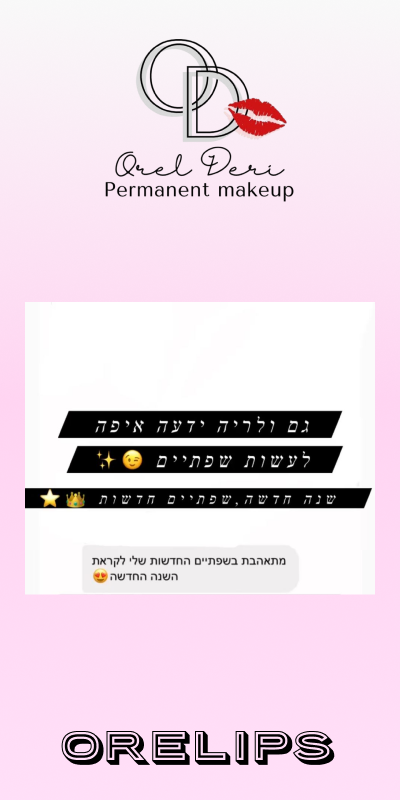 OD
Orel Deri
Permanent makeup
גם ולריה ידעה איפה
לעשות שפתיים 😉✨
שנה חדשה,שפתיים חדשות 👑⭐
מתאהבת בשפתיים החדשות שלי לקראת
השנה החדשה😍
ORELIPS